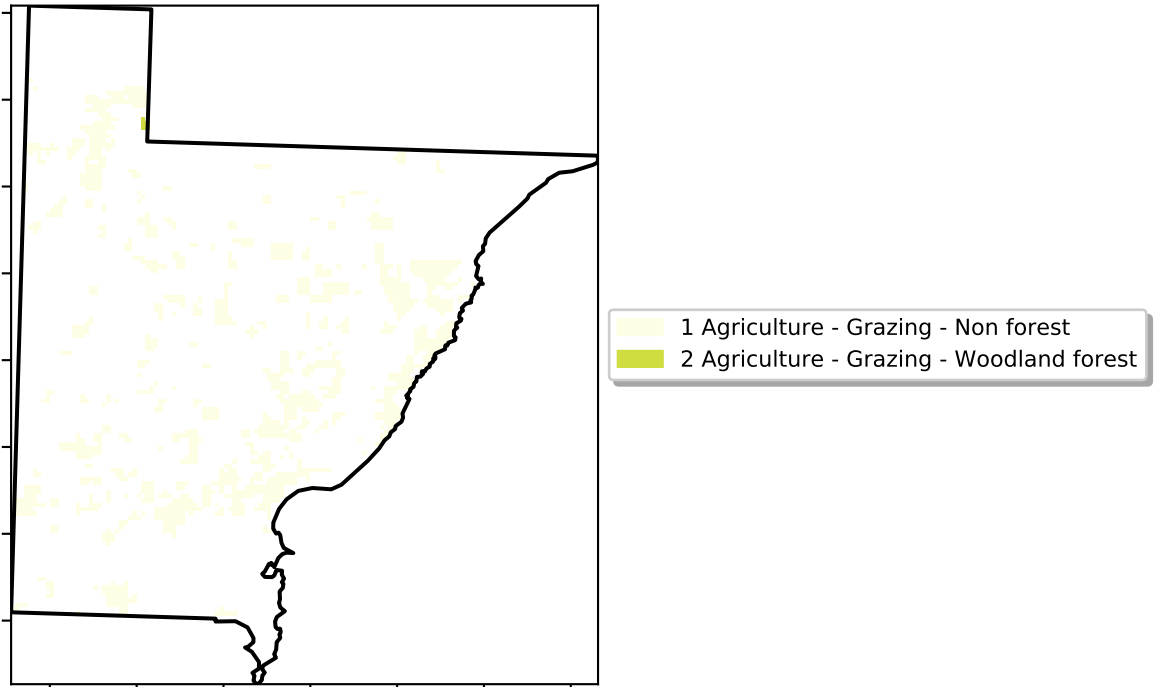 1 Agriculture - Grazing - Non forest
2 Agriculture - Grazing - Woodland forest